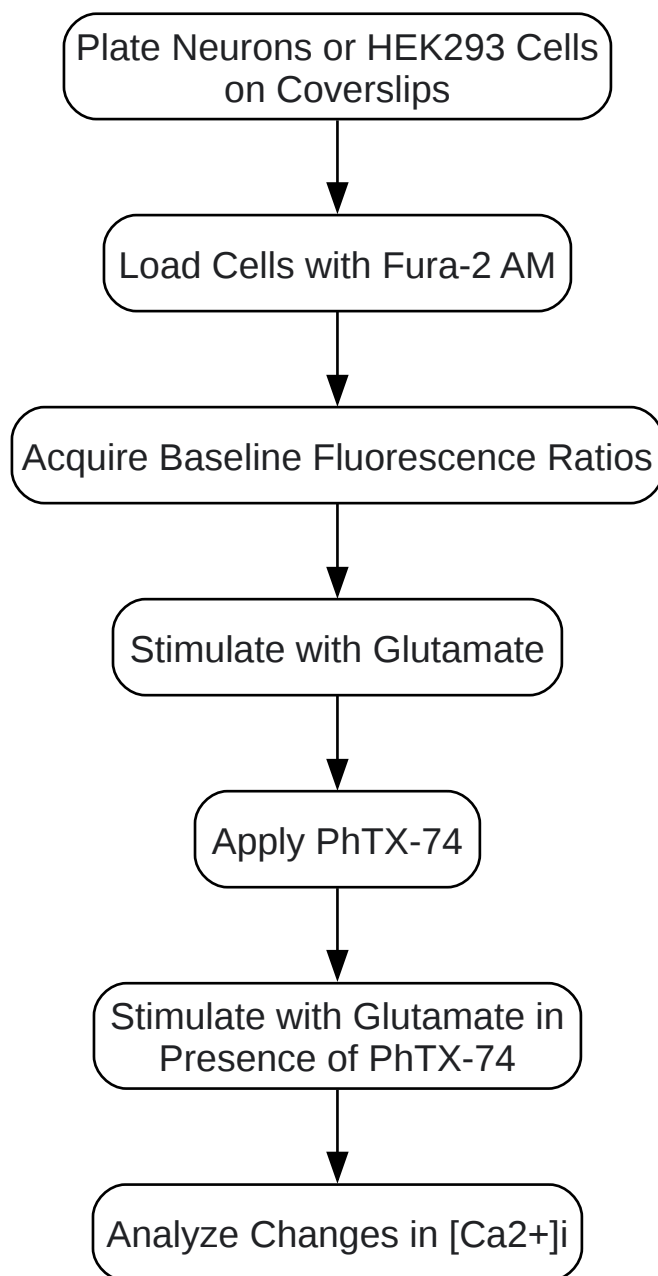 Plate Neurons or HEK293 Cells
on Coverslips
Load Cells with Fura-2 AM
Acquire Baseline Fluorescence Ratios
Stimulate with Glutamate
Apply PhTX-74
Stimulate with Glutamate in
Presence of PhTX-74
Analyze Changes in [Ca2+]i